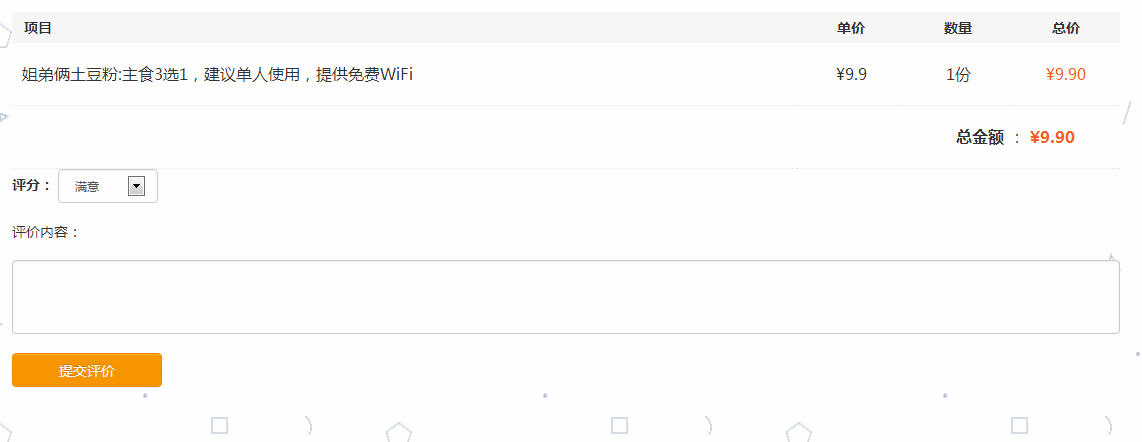 项目 单价 数量 总价
姐弟俩土豆粉:主食3选1，建议单人使用，提供免费WiFi ¥9.9 1份 ¥9.90
总金额 ： ¥9.90
评分： 满意
评价内容：
提交评价